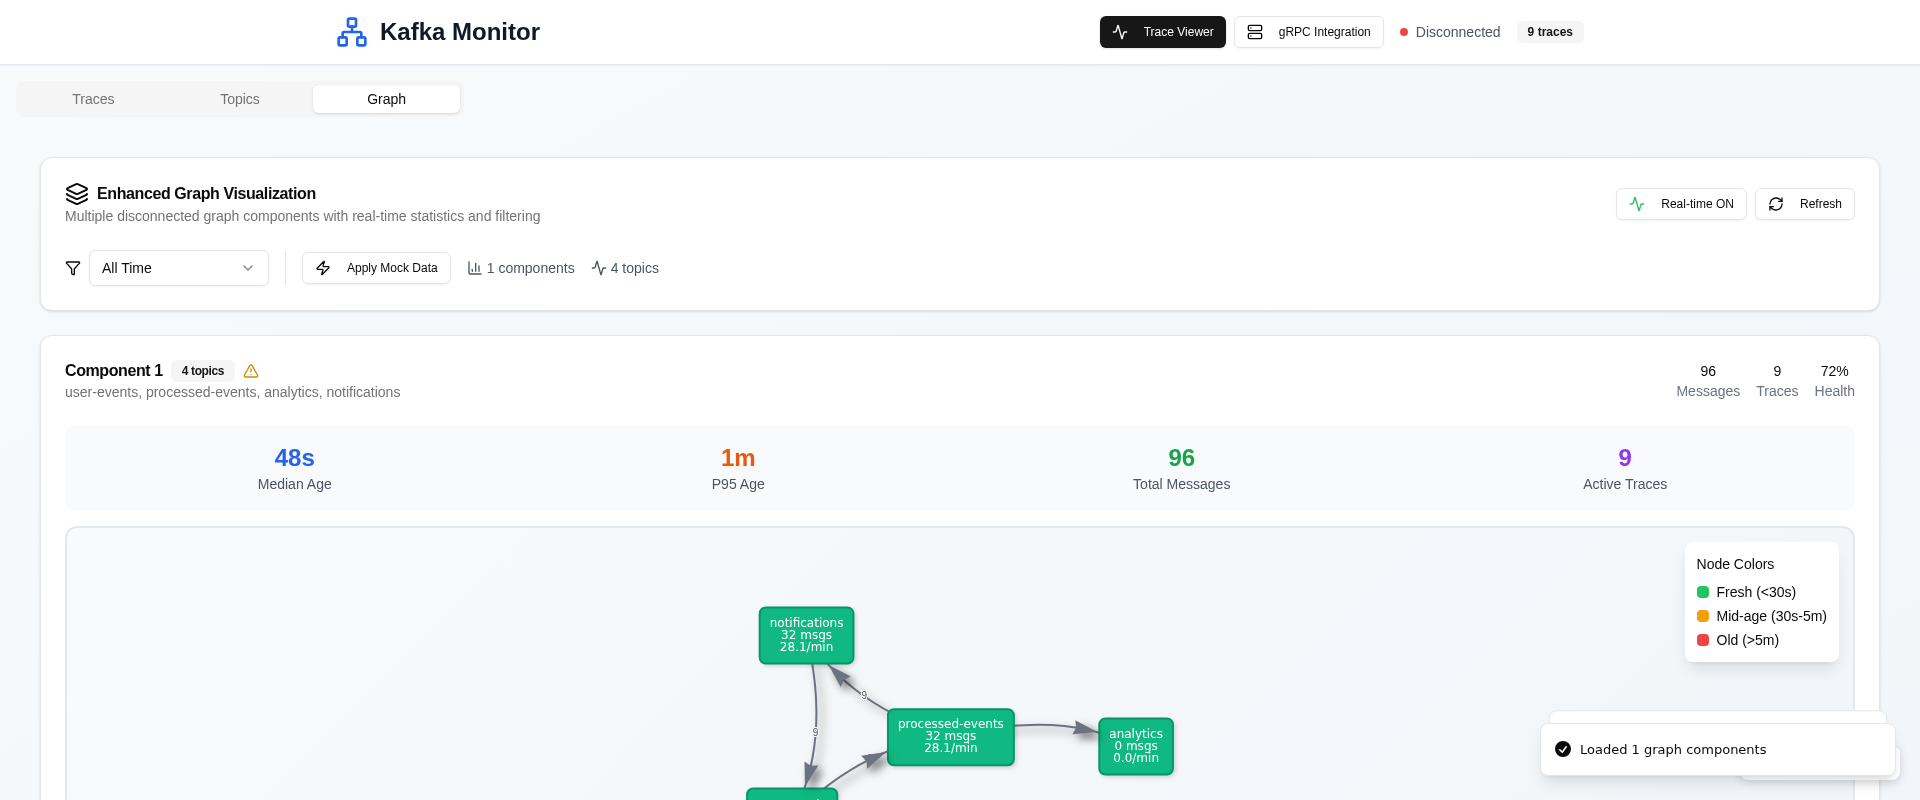 Kafka Monitor
Trace Viewer
gRPC Integration
Disconnected
9 traces
Traces
Topics
Graph
Enhanced Graph Visualization
Multiple disconnected graph components with real-time statistics and filtering
Real-time ON
Refresh
All Time
Apply Mock Data
1 components
4 topics
Component 1
4 topics
user-events, processed-events, analytics, notifications
96
Messages
9
Traces
72%
Health
48s
Median Age
1m
P95 Age
96
Total Messages
9
Active Traces
Node Colors
Fresh (<30s)
Mid-age (30s-5m)
Old (>5m)
notifications
32 msgs
28.1/min
9
9
processed-events
32 msgs
28.1/min
analytics
0 msgs
0.0/min
Loaded 1 graph components